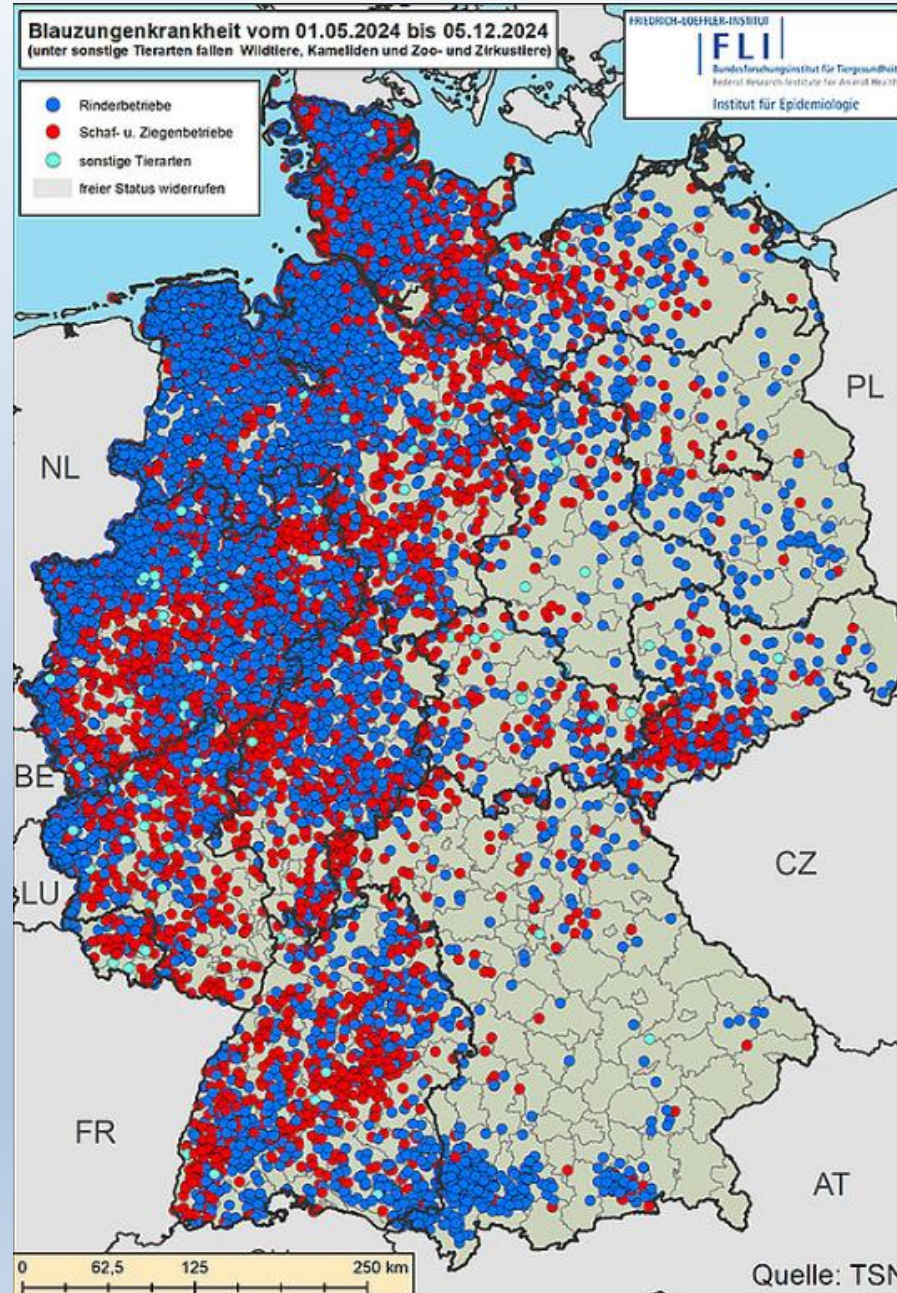 Blauzungenkrankheit vom 01.05.2024 bis 05.12.2024
(unter sonstige Tierarten fallen Wildtiere, Kameliden und Zoo- und Zirkustiere)
FRIEDRICH-LOEFFLER-INSTITUT
FLI
Bundesforschungsinstitut für Tiergesundheit
Federal Research Institute for Animal Health
Institut für Epidemiologie
Rinderbetriebe
Schaf- u. Ziegenbetriebe
sonstige Tierarten
freier Status widerrufen
PL
NL
BE
LU
CZ
FR
AT
0 62,5 125 250 km
Quelle: TSN